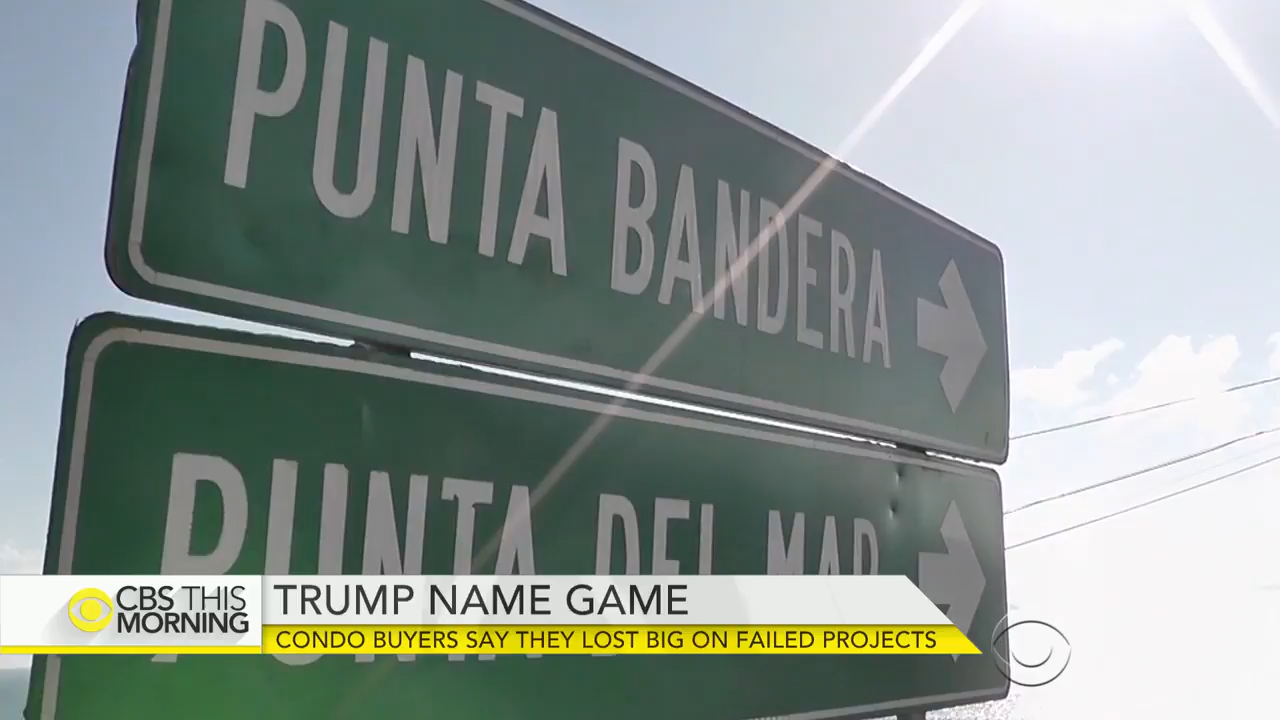 PUNTA BANDERA
PUNTA DEL MAR
CBS THIS
MORNING
TRUMP NAME GAME
CONDO BUYERS SAY THEY LOST BIG ON FAILED PROJECTS